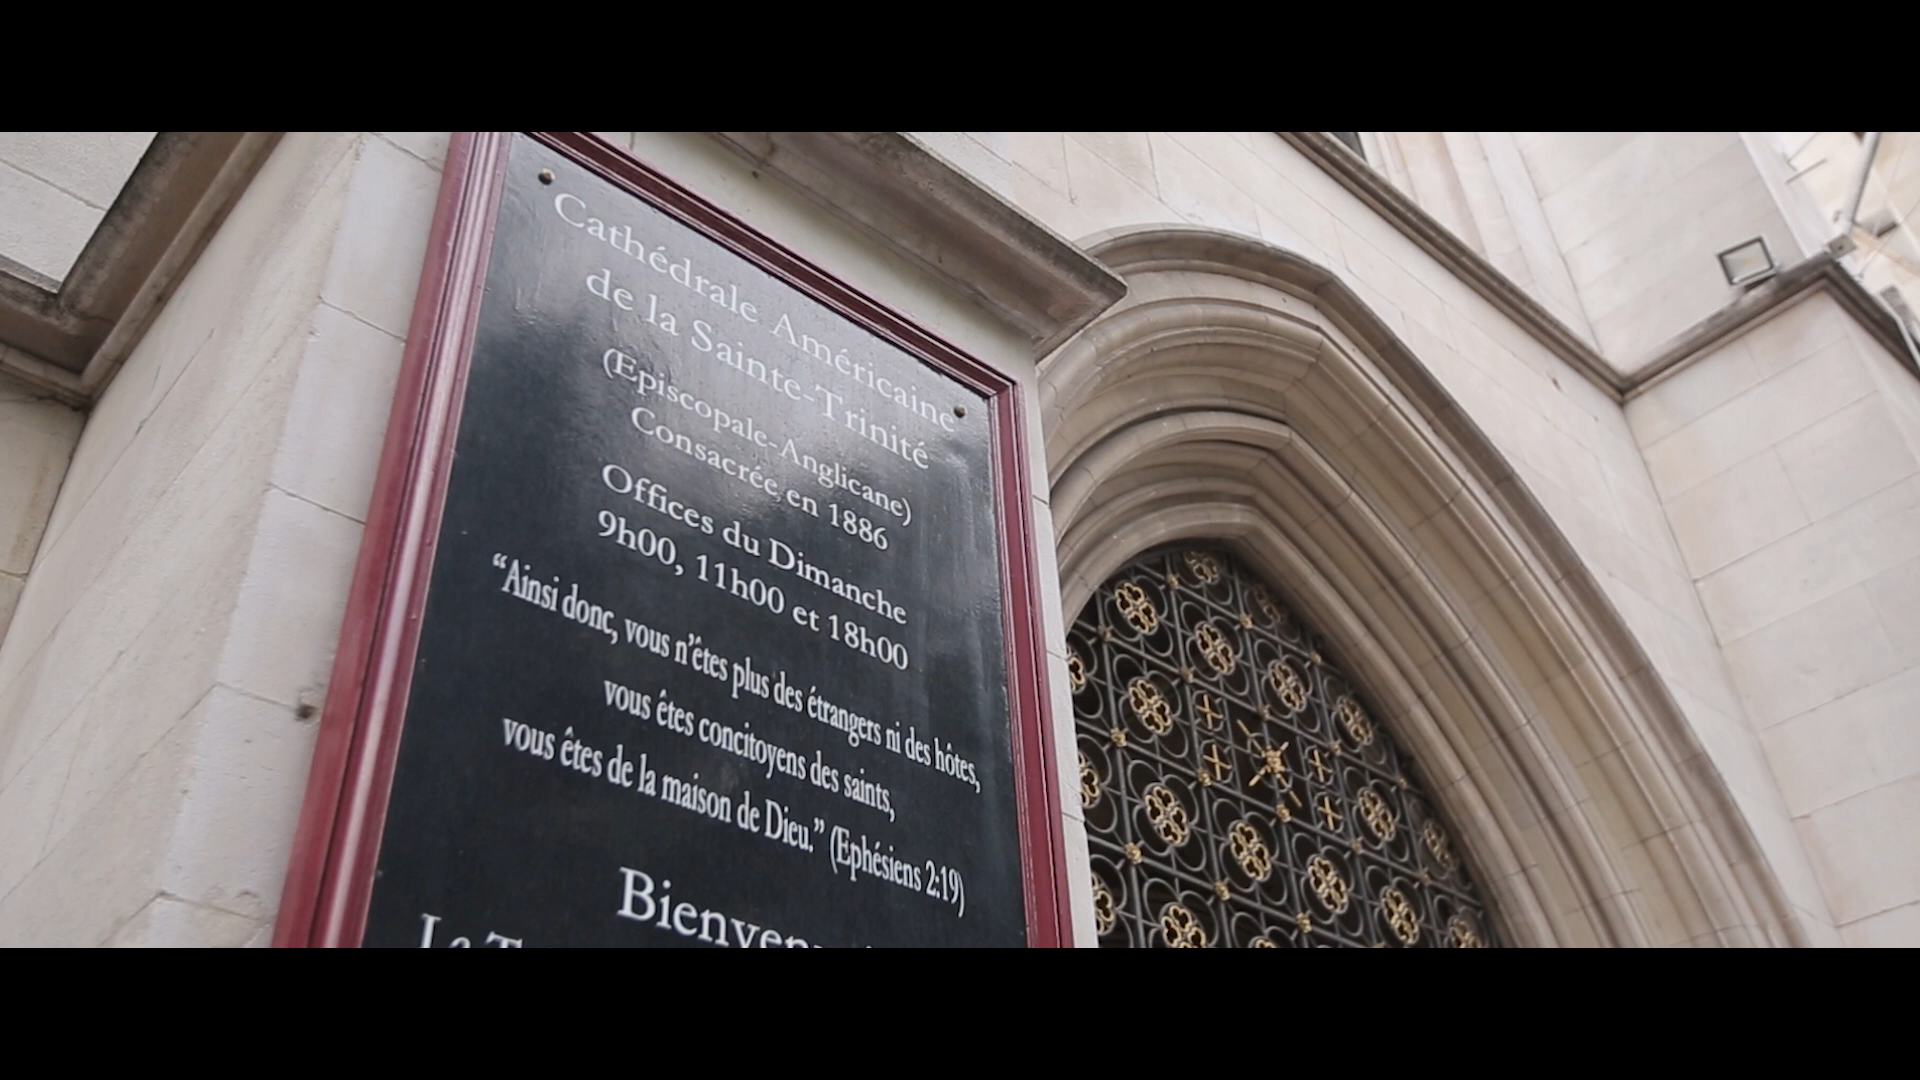 Cathédrale Américaine
de la Sainte-Trinité
(Episcopale-Anglicane)
Consacrée en 1886
Offices du Dimanche
9h00, 11h00 et 18h00
“Ainsi donc, vous n’êtes plus des étrangers ni des hôtes,
vous êtes concitoyens des saints,
vous êtes de la maison de Dieu.” (Ephésiens 2:19)